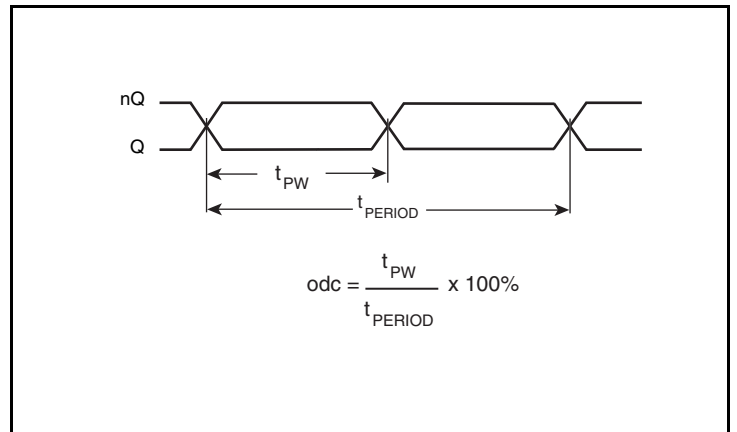 nQ
Q
tPW
tPERIOD
odc = tPW / tPERIOD x 100%